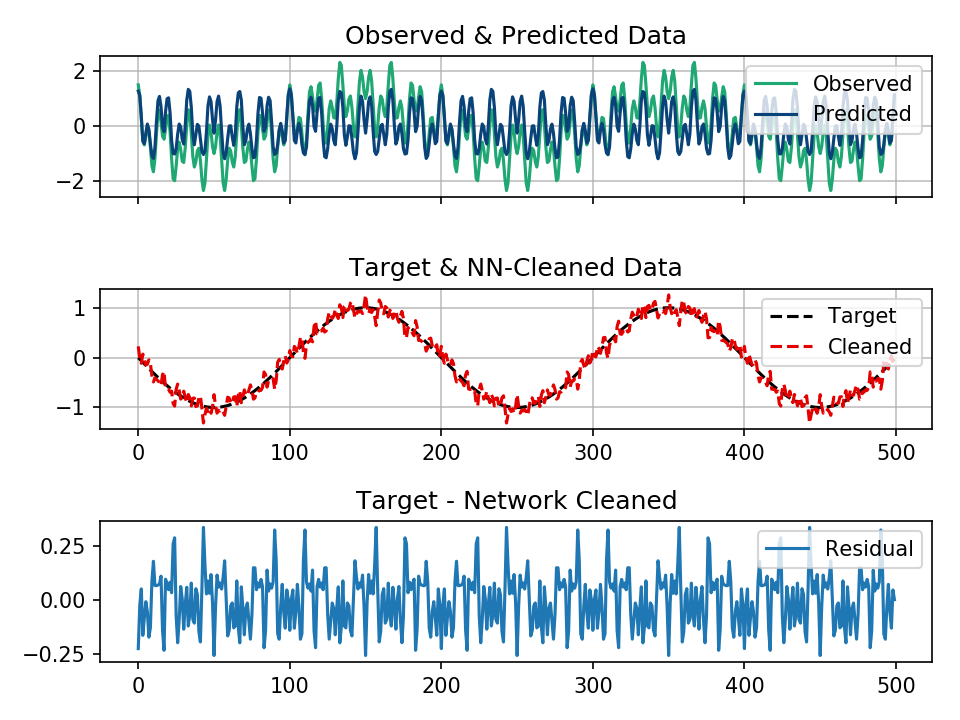 Observed & Predicted Data
2
0
−2
Observed
Predicted
Target & NN-Cleaned Data
1
0
−1
Target
Cleaned
0 100 200 300 400 500
Target - Network Cleaned
0.25
0.00
−0.25
Residual
0 100 200 300 400 500